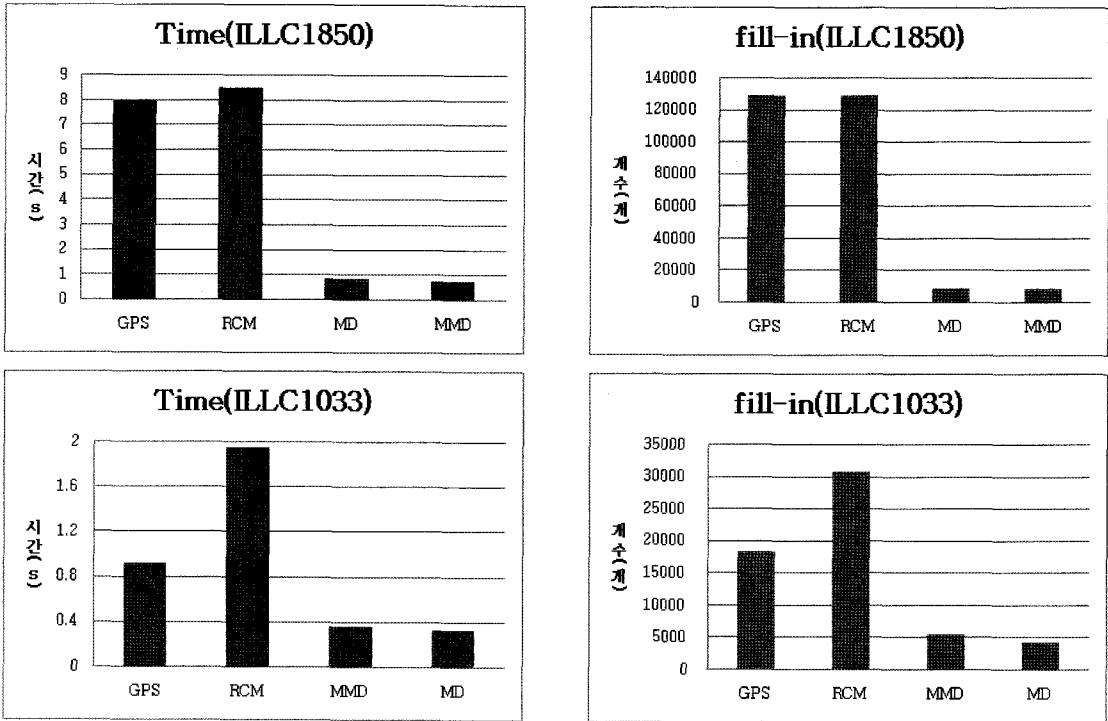 Time(ILLC1850)
9
8
7
6
5
4
3
2
1
0
시간(s)
GPS RCM MD MMD
fill-in(ILLC1850)
140000
120000
100000
80000
60000
40000
20000
0
개수(개)
GPS RCM MD MMD
Time(ILLC1033)
2
1.6
1.2
0.8
0.4
0
시간(s)
GPS RCM MMD MD
fill-in(ILLC1033)
35000
30000
25000
20000
15000
10000
5000
0
개수(개)
GPS RCM MMD MD